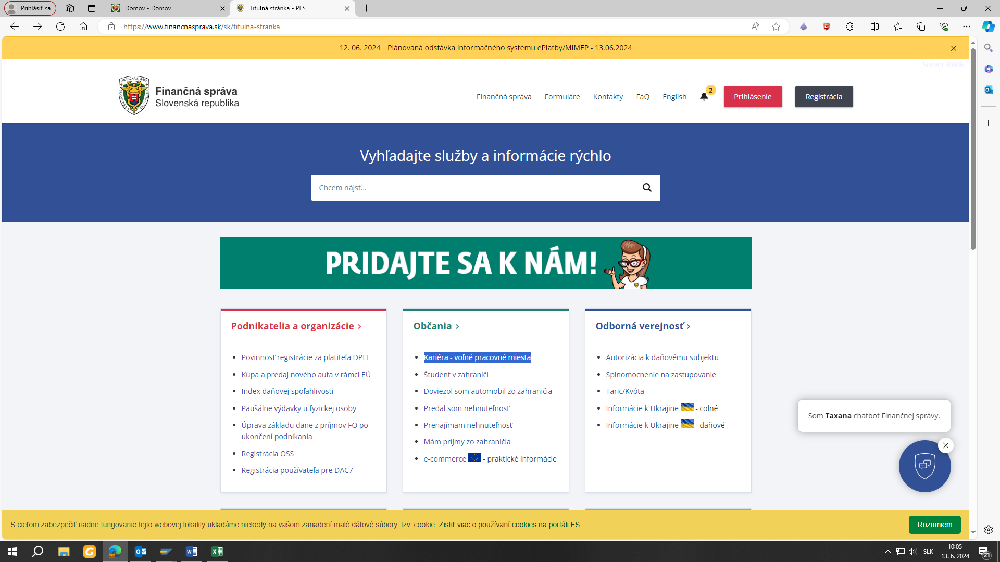 Prihlásiť sa
Domov - Domov
Titulná stránka - PFS
https://www.financnasprava.sk/sk/titulna-stranka
12. 06. 2024 Plánovaná odstávka informačného systému ePlatby/MIMEP - 13.06.2024
Server BB06
FINANČNÁ SPRÁVA
SLOVENSKÁ REPUBLIKA
Finančná správa
Slovenská republika
Finančná správa
Formuláre
Kontakty
FaQ
English
2
Prihlásenie
Registrácia
Vyhľadajte služby a informácie rýchlo
Chcem nájsť...
PRIDAJTE SA K NÁM!
Podnikatelia a organizácie
Povinnosť registrácie za platiteľa DPH
Kúpa a predaj nového auta v rámci EÚ
Index daňovej spoľahlivosti
Paušálne výdavky u fyzickej osoby
Úprava základu dane z príjmov FO po
ukončení podnikania
Registrácia OSS
Registrácia používateľa pre DAC7
Občania
Kariéra - voľné pracovné miesta
Študent v zahraničí
Doviezol som automobil zo zahraničia
Predal som nehnuteľnosť
Prenajímam nehnuteľnosť
Mám príjmy zo zahraničia
e-commerce - praktické informácie
Odborná verejnosť
Autorizácia k daňovému subjektu
Splnomocnenie na zastupovanie
Taric/Kvóta
Informácie k Ukrajine - colné
Informácie k Ukrajine - daňové
Som Taxana chatbot Finančnej správy.
S cieľom zabezpečiť riadne fungovanie tejto webovej lokality ukladáme niekedy na vašom zariadení malé dátové súbory, tzv. cookie. Zistiť viac o používaní cookies na portáli FS
Rozumiem
SLK
10:05
13. 6. 2024
21